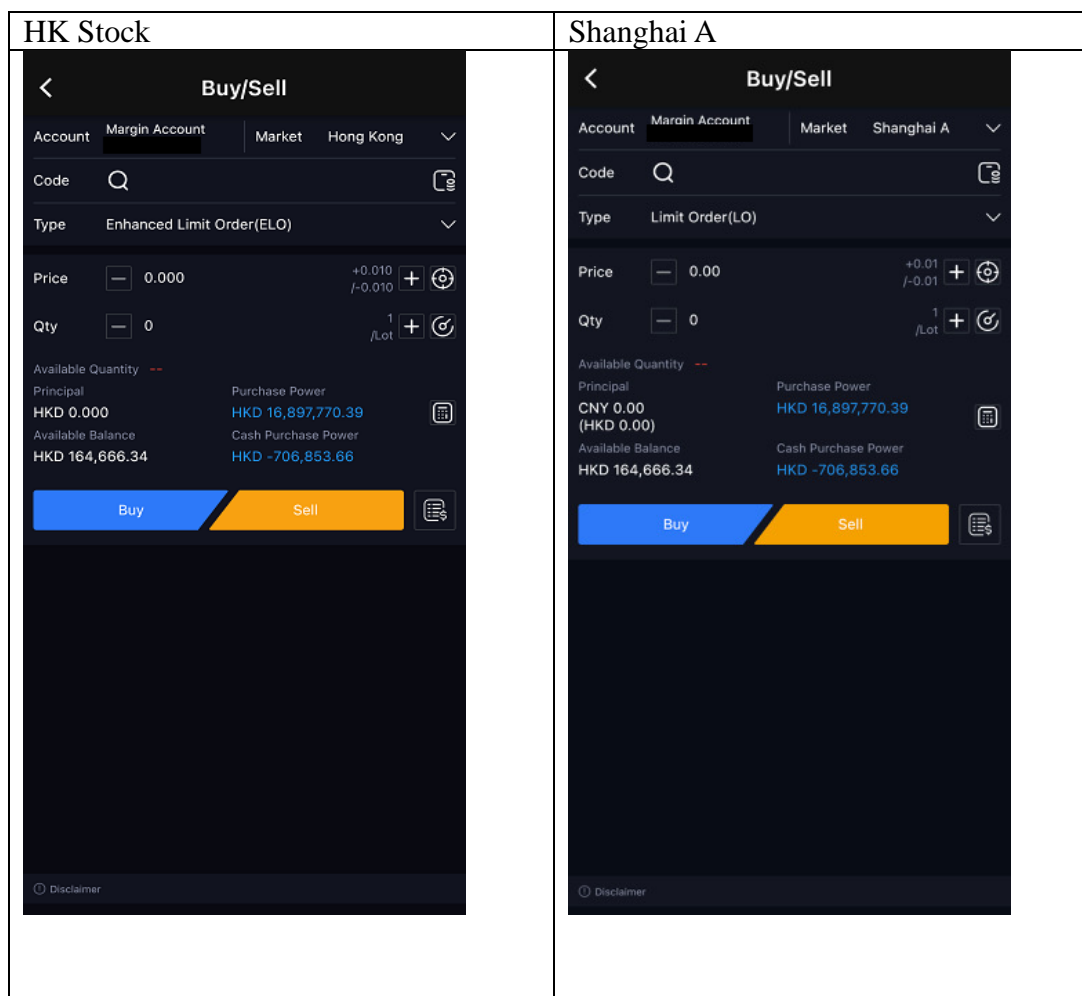 HK Stock
Shanghai A
Buy/Sell
Account Margin Account Market Hong Kong
Code
Type Enhanced Limit Order(ELO)
Price 0.000 +0.010
/-0.010
Qty 0 1
/Lot
Available Quantity --
Principal Purchase Power
HKD 0.000 HKD 16,897,770.39
Available Balance Cash Purchase Power
HKD 164,666.34 HKD -706,853.66
Buy Sell
Disclaimer
Buy/Sell
Account Margin Account Market Shanghai A
Code
Type Limit Order(LO)
Price 0.00 +0.01
/-0.01
Qty 0 1
/Lot
Available Quantity --
Principal Purchase Power
CNY 0.00 HKD 16,897,770.39
(HKD 0.00)
Available Balance Cash Purchase Power
HKD 164,666.34 HKD -706,853.66
Buy Sell
Disclaimer